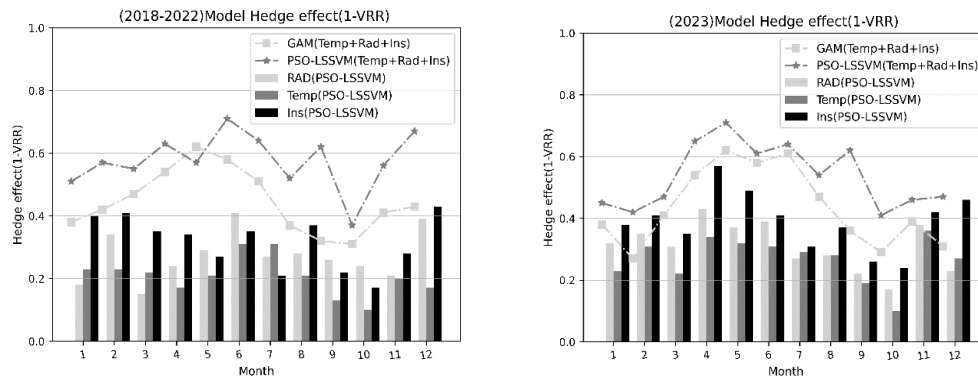 (2018-2022)Model Hedge effect(1-VRR)
Hedge effect(1-VRR)
1.0
0.8
0.6
0.4
0.2
0.0
GAM(Temp+Rad+Ins)
PSO-LSSVM(Temp+Rad+Ins)
RAD(PSO-LSSVM)
Temp(PSO-LSSVM)
Ins(PSO-LSSVM)
1 2 3 4 5 6 7 8 9 10 11 12
Month
(2023)Model Hedge effect(1-VRR)
Hedge effect(1-VRR)
1.0
0.8
0.6
0.4
0.2
0.0
GAM(Temp+Rad+Ins)
PSO-LSSVM(Temp+Rad+Ins)
RAD(PSO-LSSVM)
Temp(PSO-LSSVM)
Ins(PSO-LSSVM)
1 2 3 4 5 6 7 8 9 10 11 12
Month